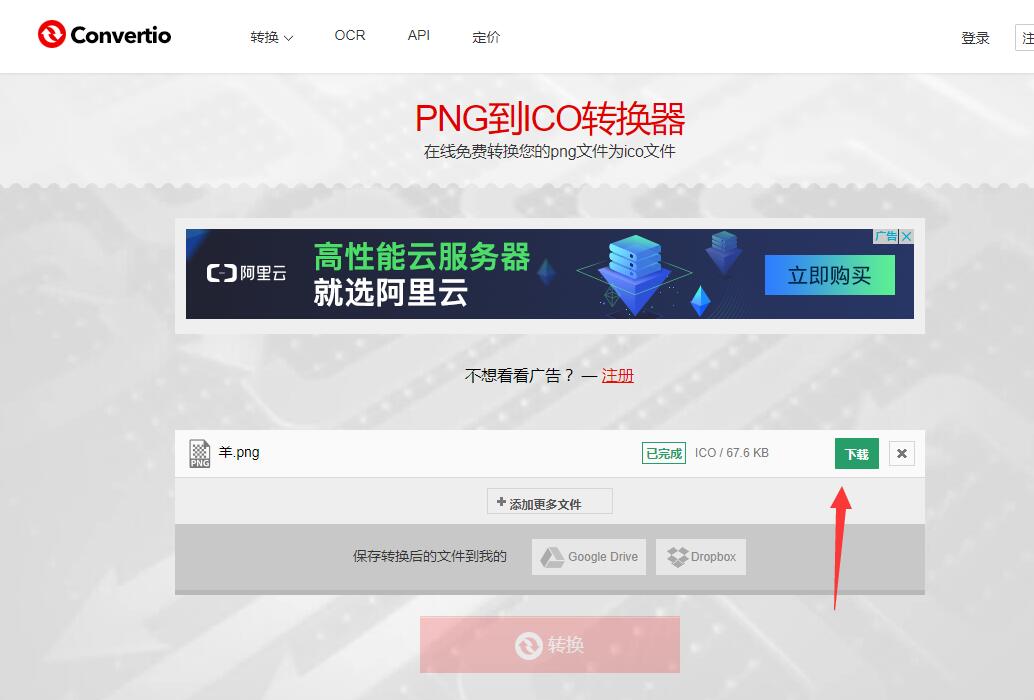 Convertio
转换
OCR
API
定价
登录
注
PNG到ICO转换器
在线免费转换您的png文件为ico文件
阿里云
高性能云服务器
就选阿里云
立即购买
广告
不想看看广告？ — 注册
PNG
羊.png
已完成
ICO / 67.6 KB
下载
添加更多文件
保存转换后的文件到我的
Google Drive
Dropbox
转换